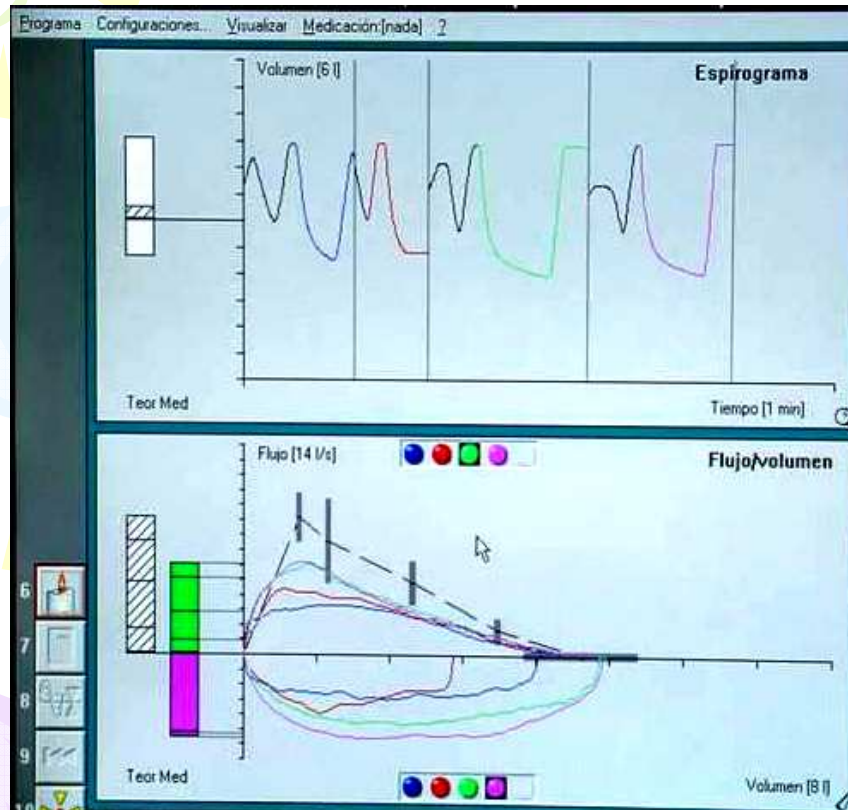 Programa Configuraciones... Visualizar Medicación:[nada] ?
Volumen [6 l]
Espirograma
Teor Med
Tiempo [1 min]
Flujo [14 l/s]
Flujo/volumen
6
7
8
9
10
Teor Med
Volumen [8 l]